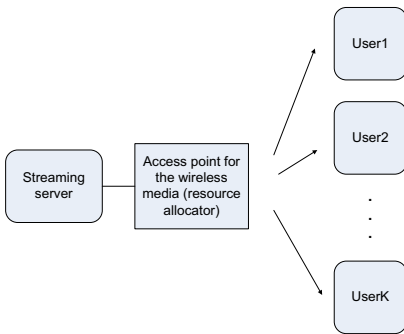 User1
User2
Streaming
server
Access point for
the wireless
media (resource
allocator)
UserK